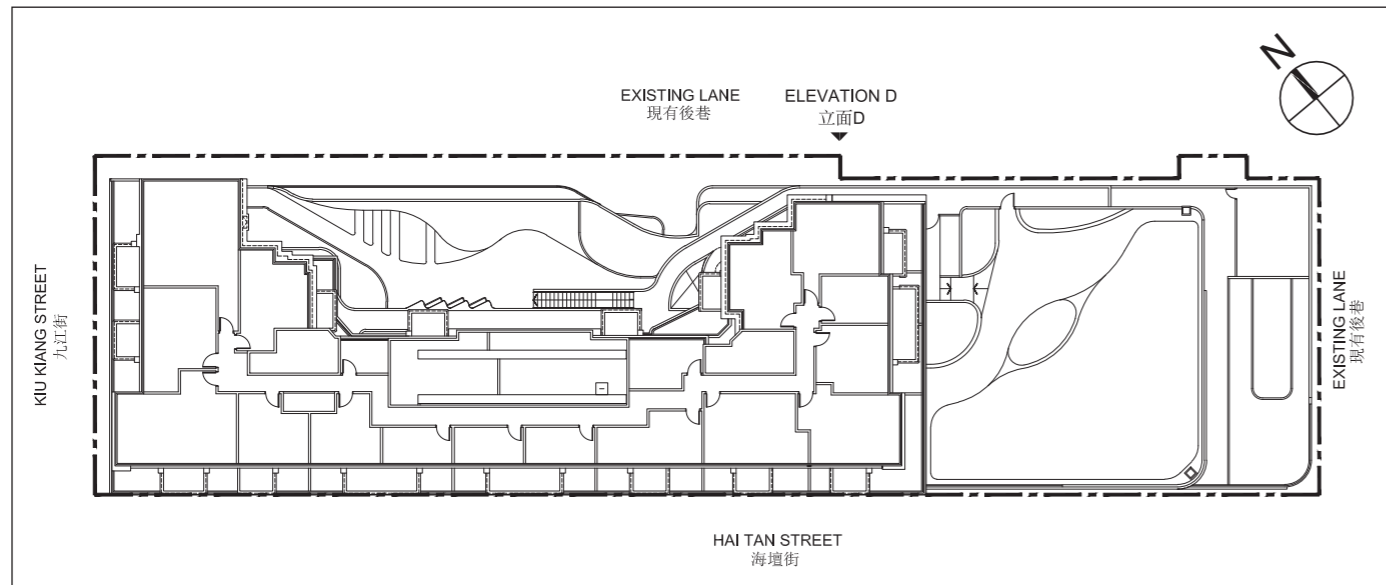 N
EXISTING LANE
現有後巷
ELEVATION D
立面D
KIU KIANG STREET
九江街
EXISTING LANE
現有後巷
HAI TAN STREET
海壇街